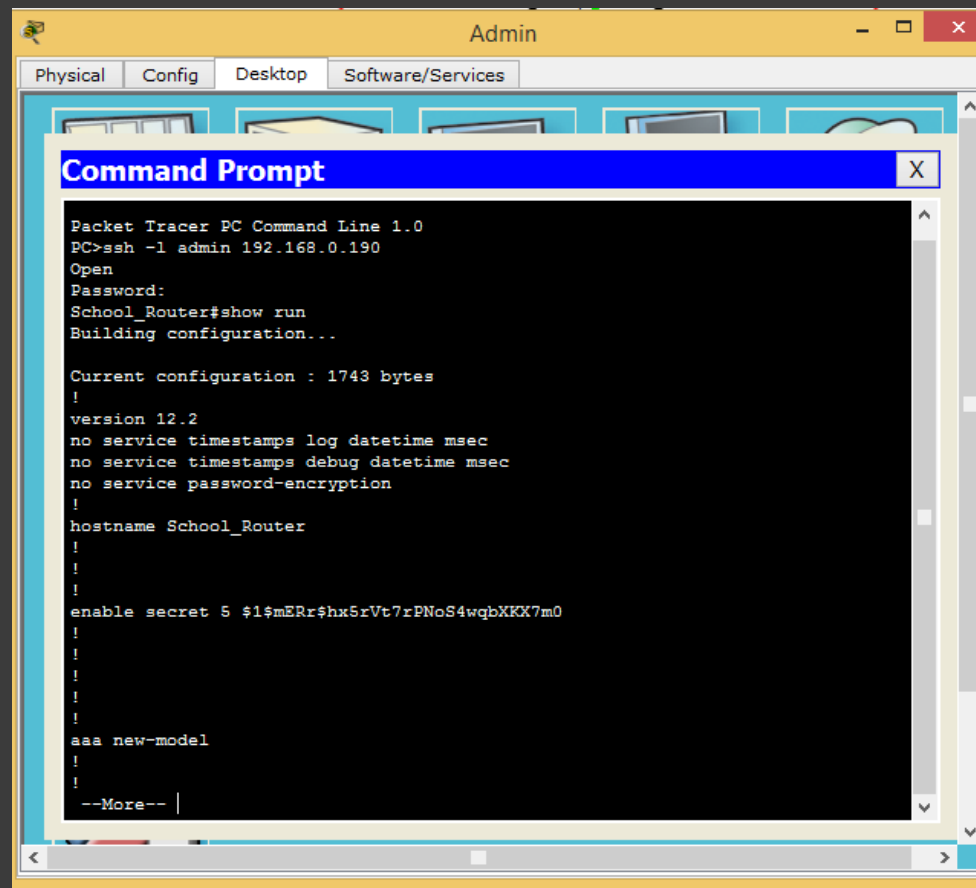 Admin
Physical Config Desktop Software/Services
Command Prompt X
Packet Tracer PC Command Line 1.0
PC>ssh -l admin 192.168.0.190
Open
Password:
School_Router#show run
Building configuration...
Current configuration : 1743 bytes
!
version 12.2
no service timestamps log datetime msec
no service timestamps debug datetime msec
no service password-encryption
!
hostname School_Router
!
!
!
enable secret 5 $1$mERr$hx5rVt7rPNoS4wqbXKX7m0
!
!
!
!
!
aaa new-model
!
!
--More--